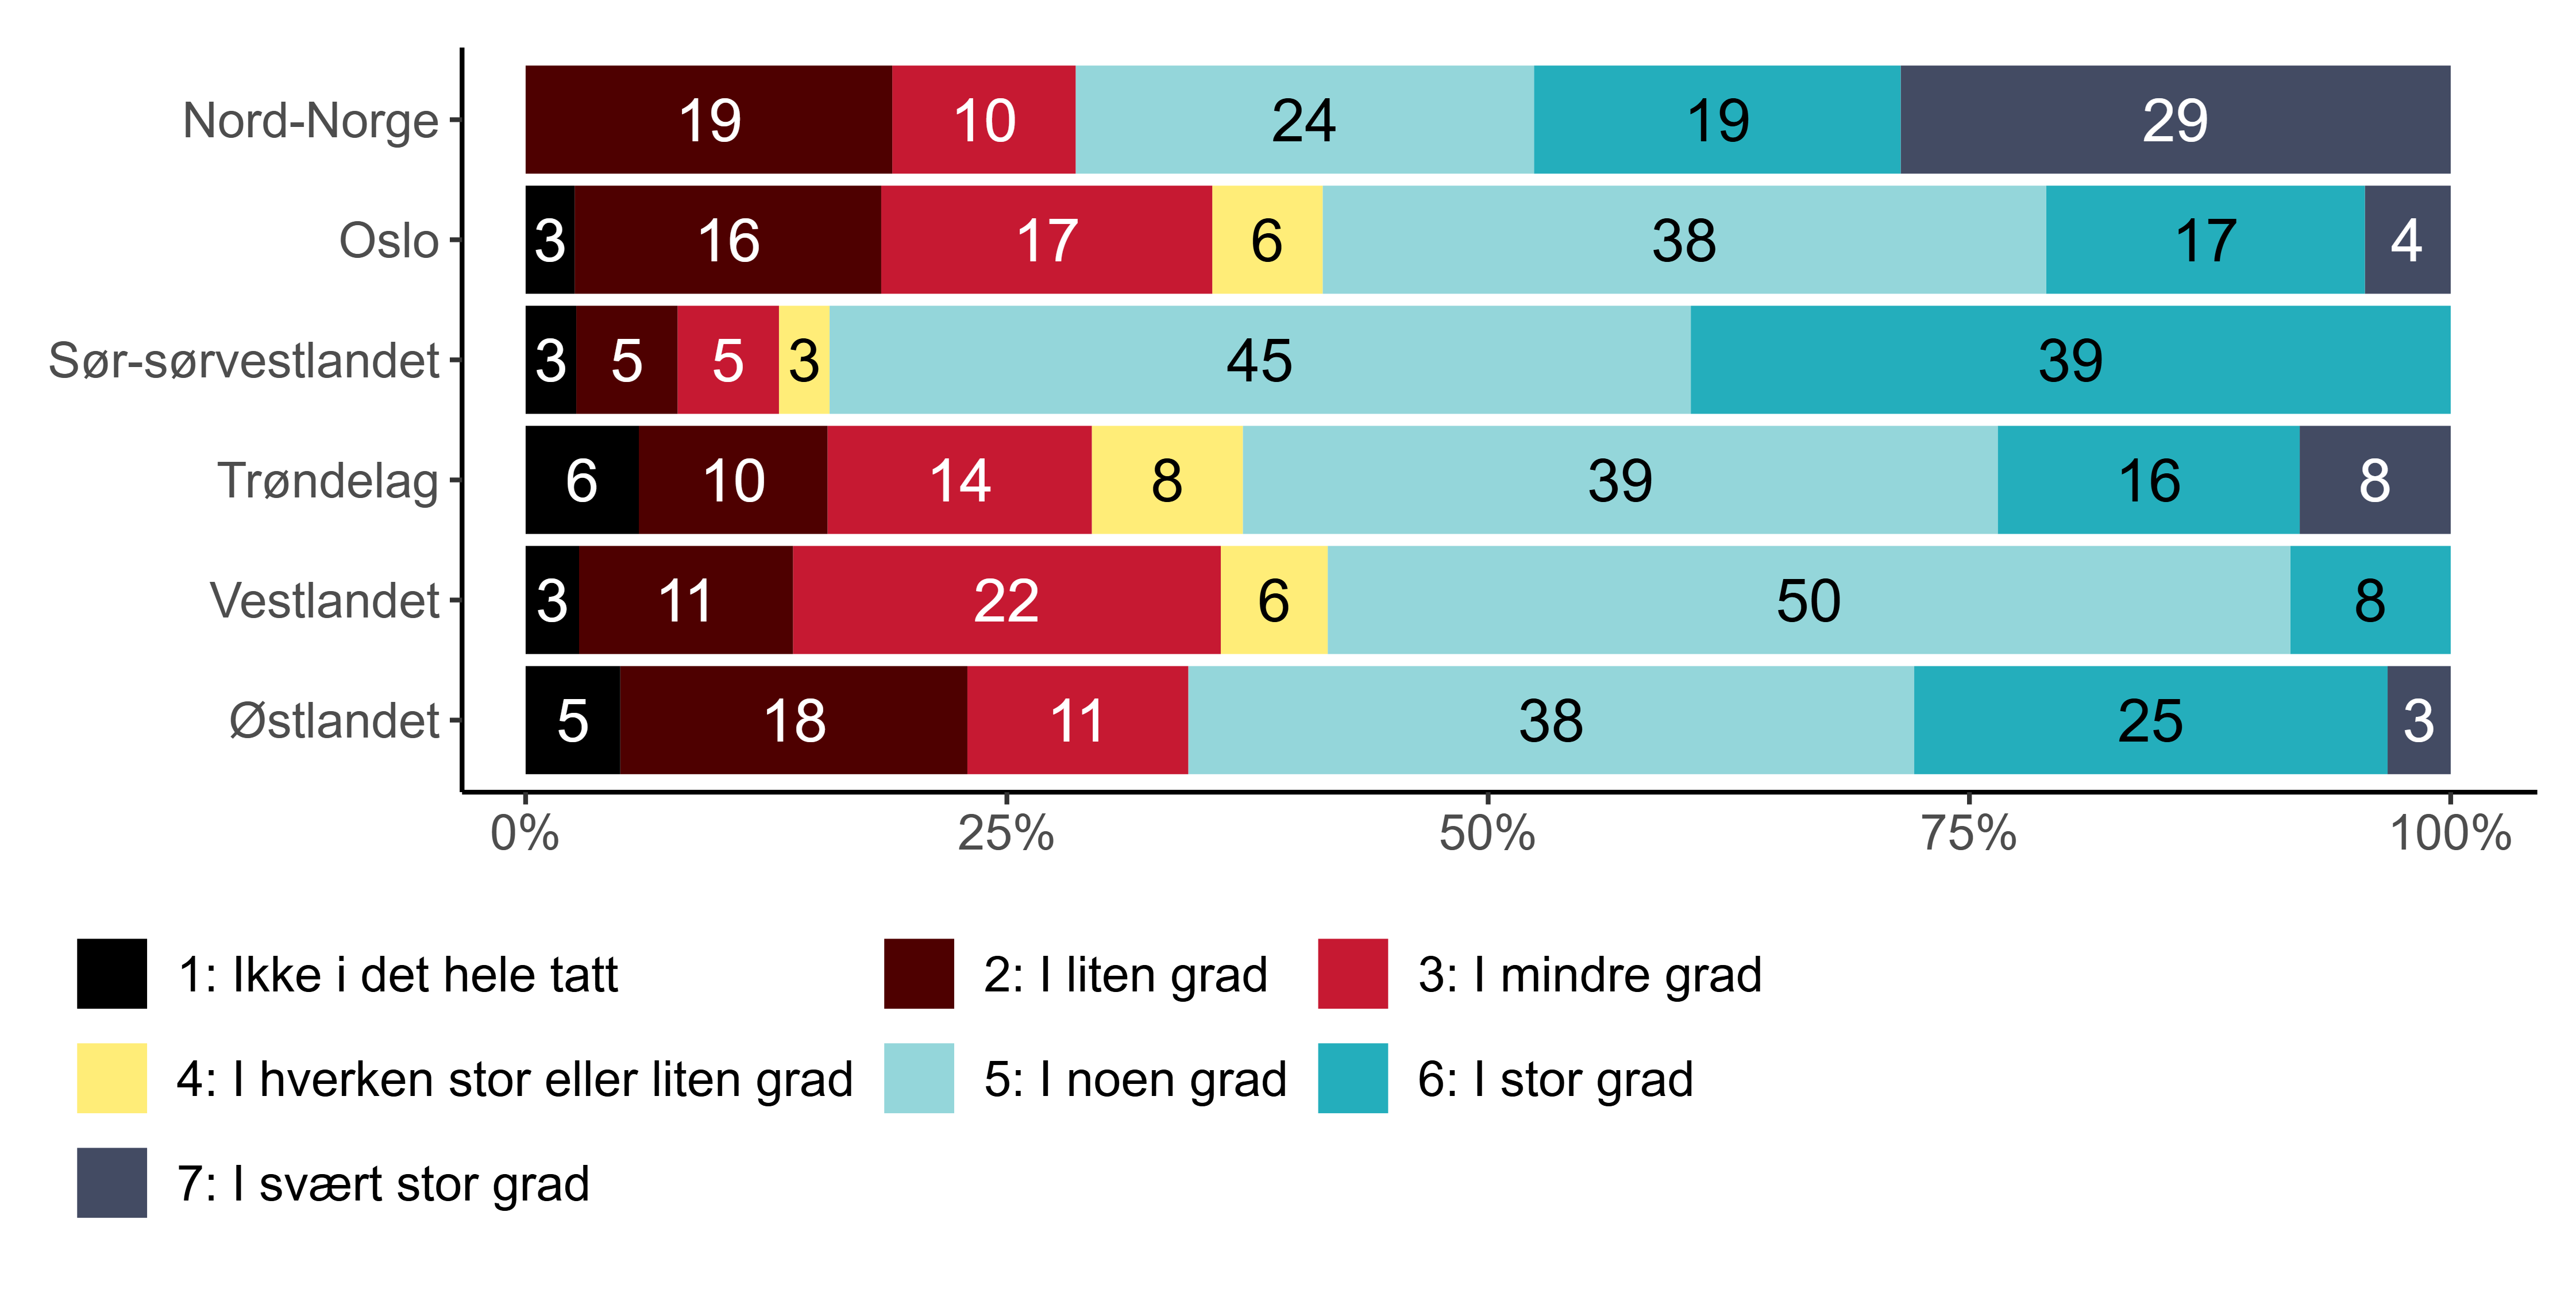 Nord-Norge 19 10 24 19 29
Oslo 3 16 17 6 38 17 4
Sør-sørvestlandet 3 5 5 3 45 39
Trøndelag 6 10 14 8 39 16 8
Vestlandet 3 11 22 6 50 8
Østlandet 5 18 11 38 25 3
0% 25% 50% 75% 100%
1: Ikke i det hele tatt 2: I liten grad 3: I mindre grad
4: I hverken stor eller liten grad 5: I noen grad 6: I stor grad
7: I svært stor grad